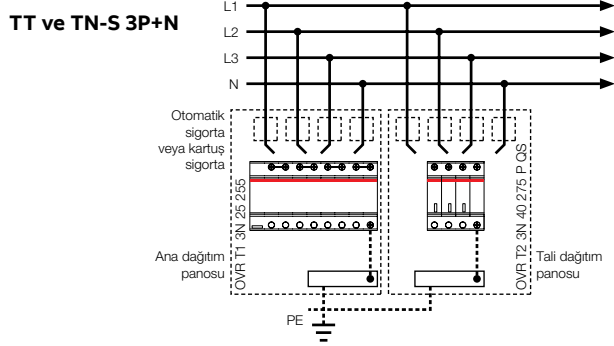 TT ve TN-S 3P+N
L1
L2
L3
N
Otomatik
sigorta
veya kartuş
sigorta
OVR T1 3N 25 255
OVR T2 3N 40 275 P QS
Ana dağıtım
panosu
Tali dağıtım
panosu
PE